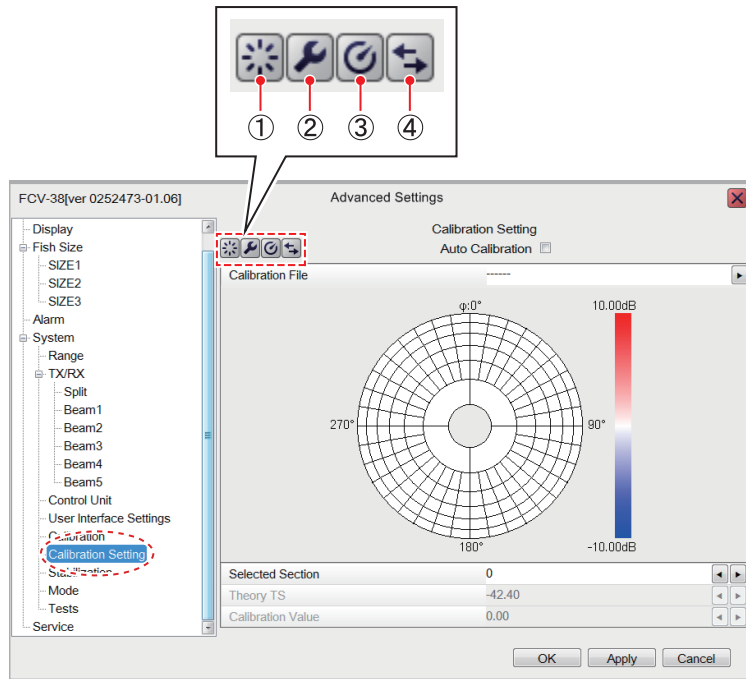 ① ② ③ ④
FCV-38[ver 0252473-01.06]
Advanced Settings
Display
Fish Size
SIZE1
SIZE2
SIZE3
Alarm
System
Range
TX/RX
Split
Beam1
Beam2
Beam3
Beam4
Beam5
Control Unit
User Interface Settings
Calibration
Calibration Setting
Stabilization
Mode
Tests
Service
Calibration Setting
Auto Calibration
Calibration File ------
φ:0° 10.00dB
270° 90°
180° -10.00dB
Selected Section 0
Theory TS -42.40
Calibration Value 0.00
OK Apply Cancel